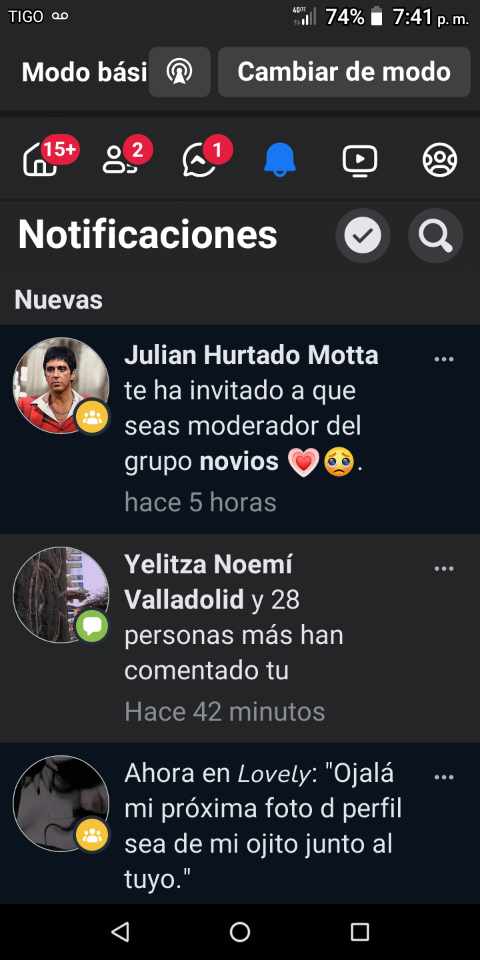 TIGO 74% 7:41 p. m.
Modo bási Cambiar de modo
15+ 2 1
Notificaciones
Nuevas
Julian Hurtado Motta
te ha invitado a que
seas moderador del
grupo novios 💗🥺.
hace 5 horas
Yelitza Noemí
Valladolid y 28
personas más han
comentado tu
Hace 42 minutos
Ahora en 𝘓𝘰𝘷𝘦𝘭𝘺: "Ojalá
mi próxima foto d perfil
sea de mi ojito junto al
tuyo."